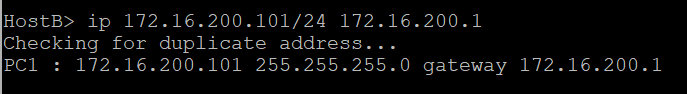 HostB> ip 172.16.200.101/24 172.16.200.1
Checking for duplicate address...
PC1 : 172.16.200.101 255.255.255.0 gateway 172.16.200.1